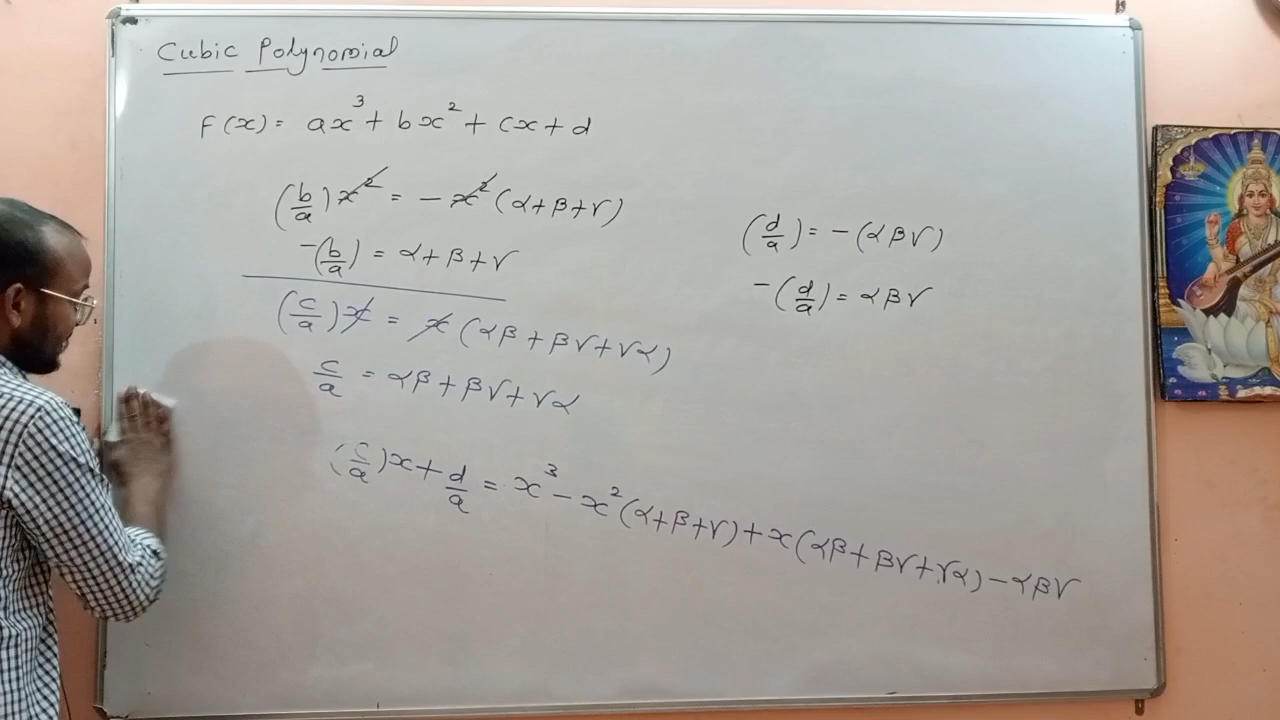 Cubic Polynomial
F(x) = ax³ + bx² + cx + d
(b/a)x² = -x²(α+β+γ)
-(b/a) = α+β+γ
(c/a)x = x(αβ+βγ+γα)
c/a = αβ+βγ+γα
(d/a) = -(αβγ)
-(d/a) = αβγ
(c/a)x + d/a = x³ - x²(α+β+γ) + x(αβ+βγ+γα) - αβγ